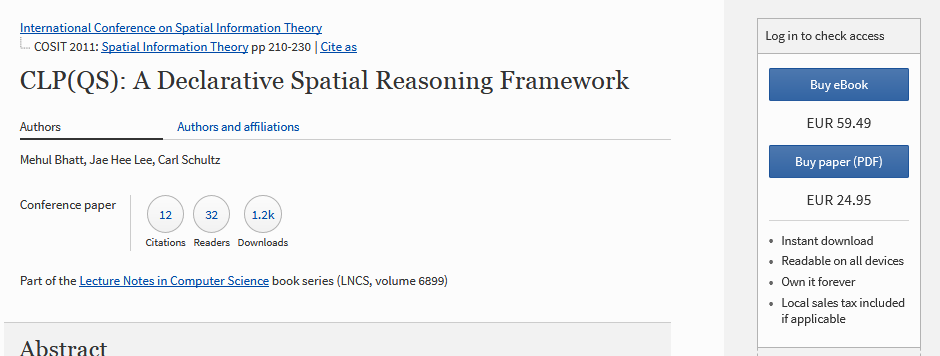 International Conference on Spatial Information Theory
COSIT 2011: Spatial Information Theory pp 210-230 | Cite as
CLP(QS): A Declarative Spatial Reasoning Framework
Authors
Authors and affiliations
Mehul Bhatt, Jae Hee Lee, Carl Schultz
Conference paper
12
Citations
32
Readers
1.2k
Downloads
Part of the Lecture Notes in Computer Science book series (LNCS, volume 6899)
Abstract
Log in to check access
Buy eBook
EUR 59.49
Buy paper (PDF)
EUR 24.95
• Instant download
• Readable on all devices
• Own it forever
• Local sales tax included
if applicable